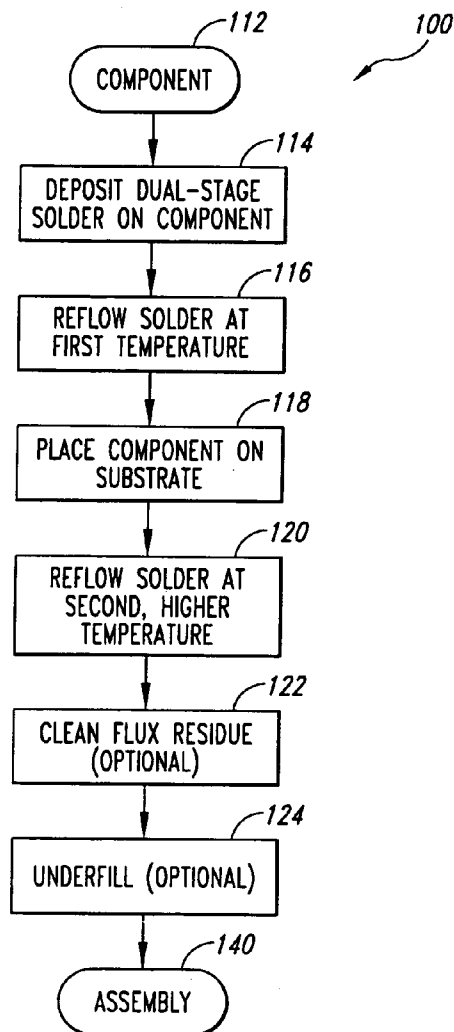 112
100
COMPONENT
114
DEPOSIT DUAL-STAGE
SOLDER ON COMPONENT
116
REFLOW SOLDER AT
FIRST TEMPERATURE
118
PLACE COMPONENT ON
SUBSTRATE
120
REFLOW SOLDER AT
SECOND, HIGHER
TEMPERATURE
122
CLEAN FLUX RESIDUE
(OPTIONAL)
124
UNDERFILL (OPTIONAL)
140
ASSEMBLY